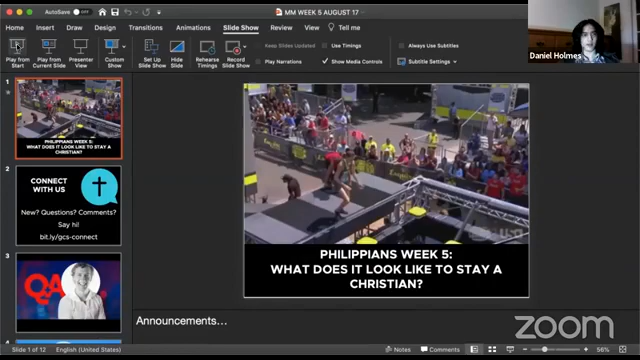 AutoSave OFF
MM WEEK 5 AUGUST 17
Home Insert Draw Design Transitions Animations Slide Show Review View Tell me
Play from Start
Play from Current Slide
Presenter View
Custom Show
Set Up Slide Show
Hide Slide
Rehearse Timings
Record Slide Show
Keep Slides Updated
Use Timings
Always Use Subtitles
Play Narrations
Show Media Controls
Subtitle Settings
Daniel Holmes
1
PHILIPPIANS WEEK 5:
WHAT DOES IT LOOK LIKE TO STAY A
CHRISTIAN?
2
CONNECT
WITH US
New? Questions? Comments?
Say hi!
bit.ly/gcs-connect
3
4
PHILIPPIANS WEEK 5:
WHAT DOES IT LOOK LIKE TO STAY A
CHRISTIAN?
Announcements...
Slide 1 of 12 English (United States)
Notes Comments 56%
zoom